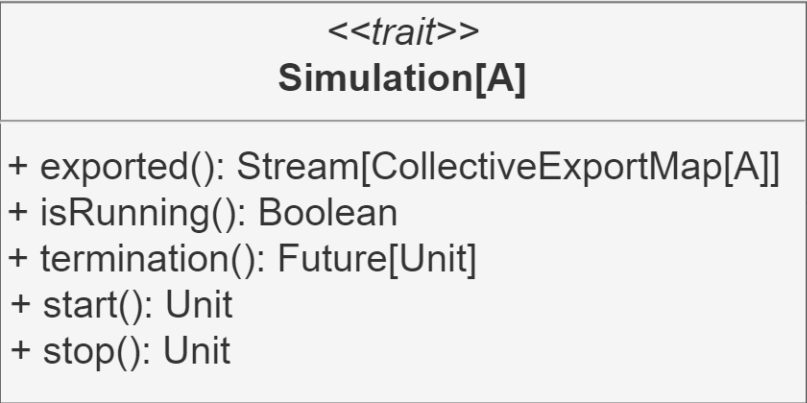 <<trait>>
Simulation[A]
+ exported(): Stream[CollectiveExportMap[A]]
+ isRunning(): Boolean
+ termination(): Future[Unit]
+ start(): Unit
+ stop(): Unit